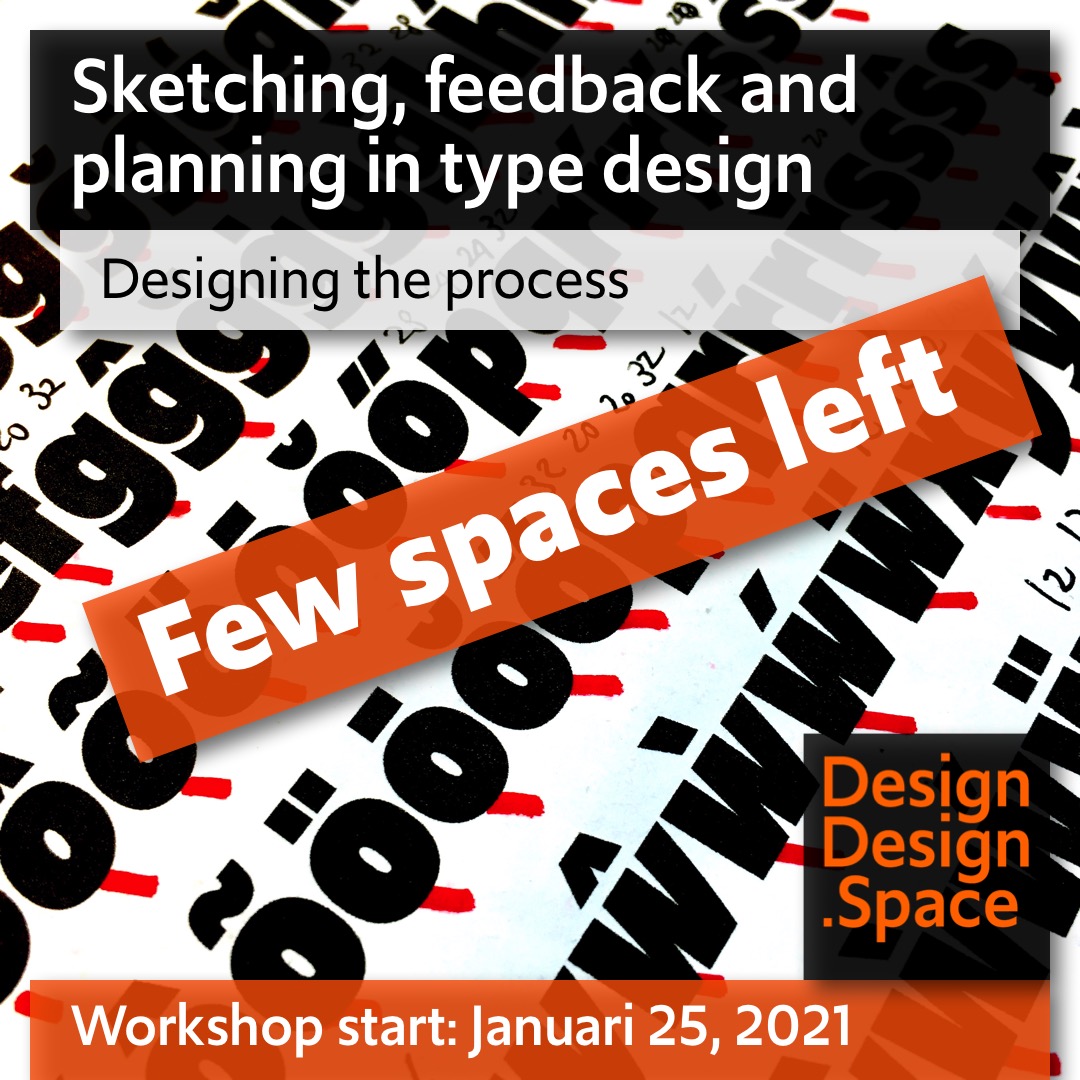 Sketching, feedback and
planning in type design
Designing the process
Few spaces left
Design
Design
.Space
Workshop start: Januari 25, 2021